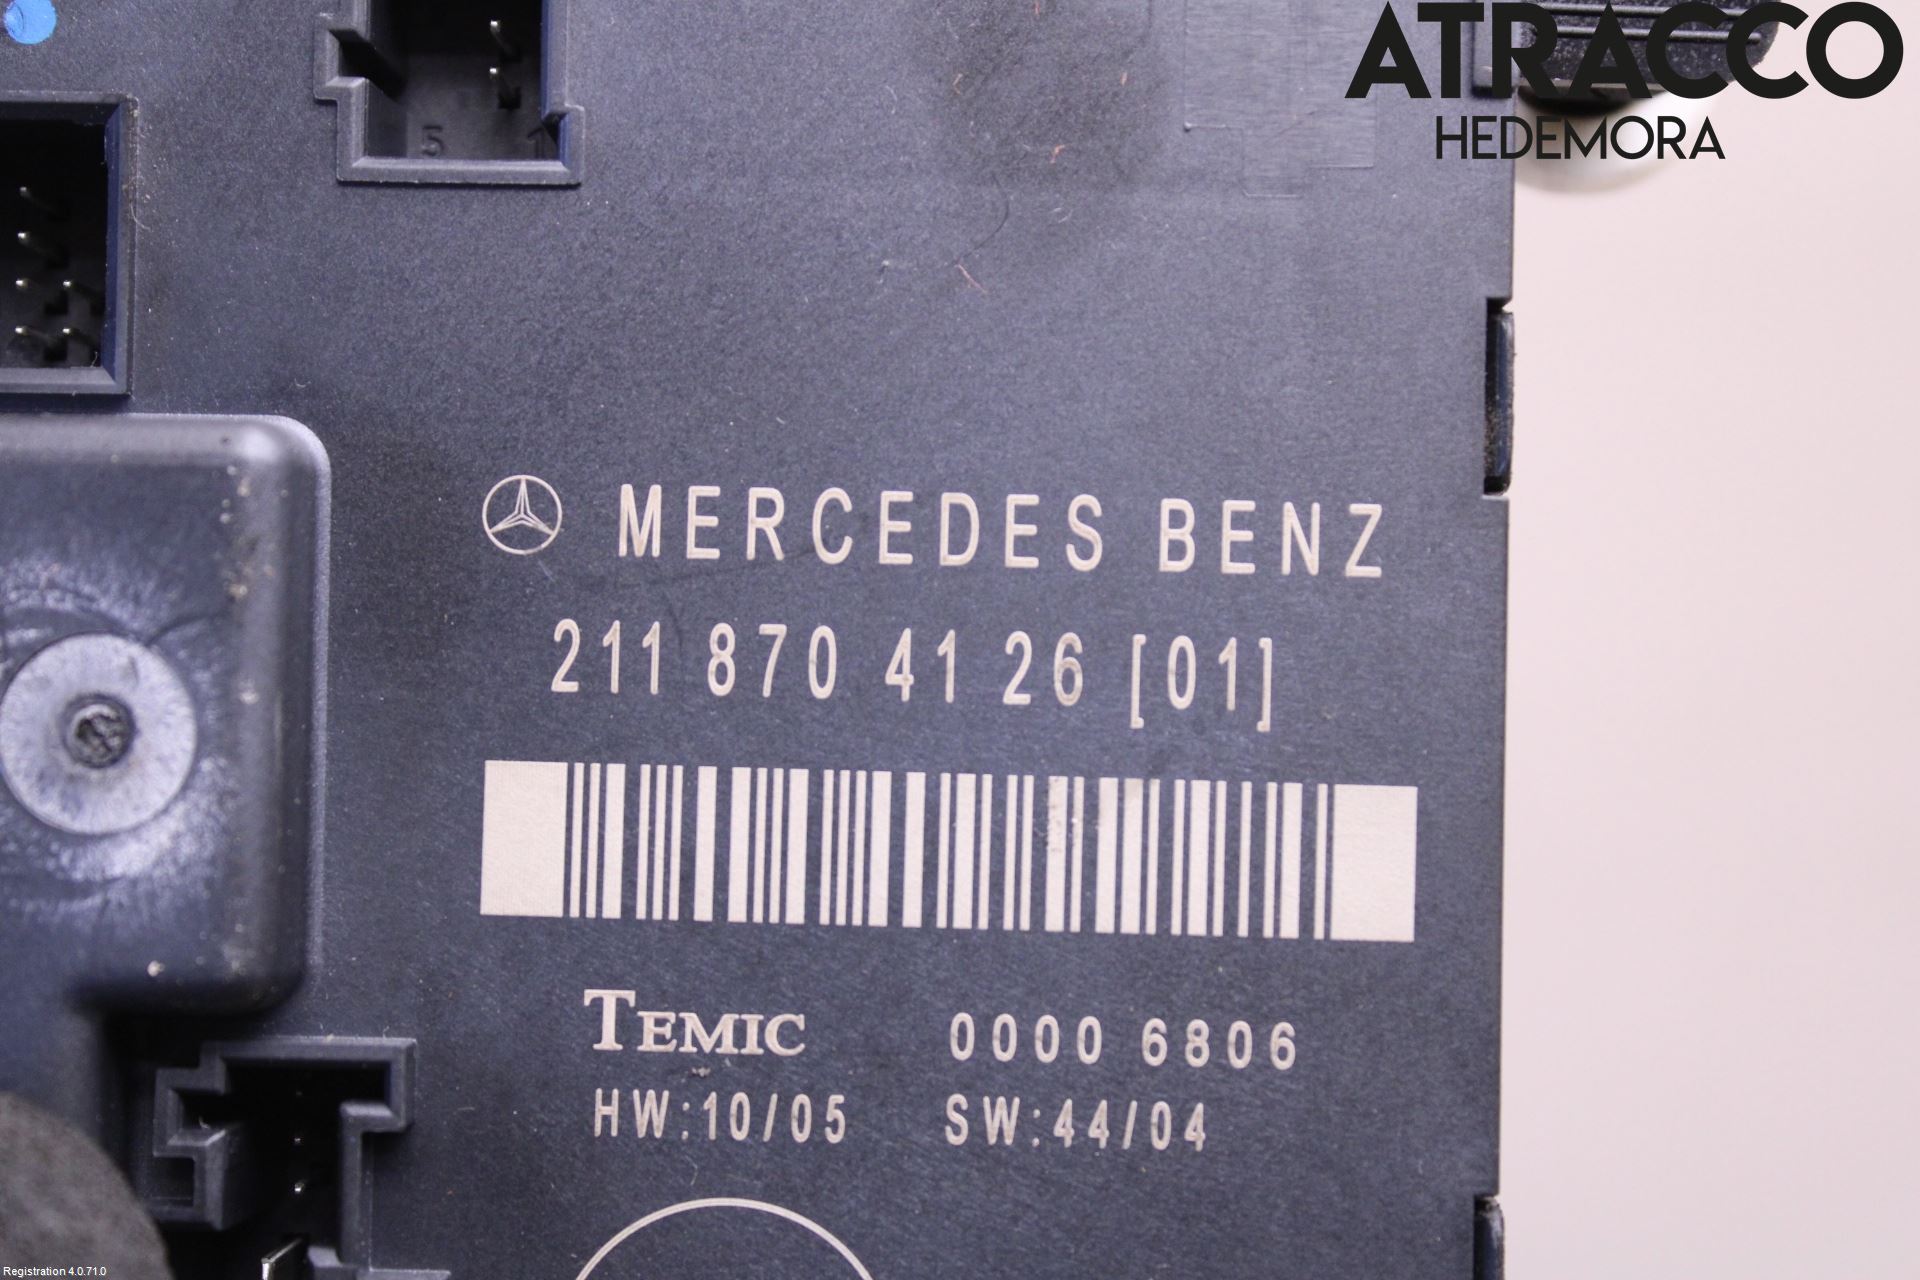 ATRACCO
HEDEMORA
5 1
MERCEDES BENZ
211 870 41 26 [01]
TEMIC 0000 6806
HW:10/05 SW:44/04
Registration 4.0.71.0